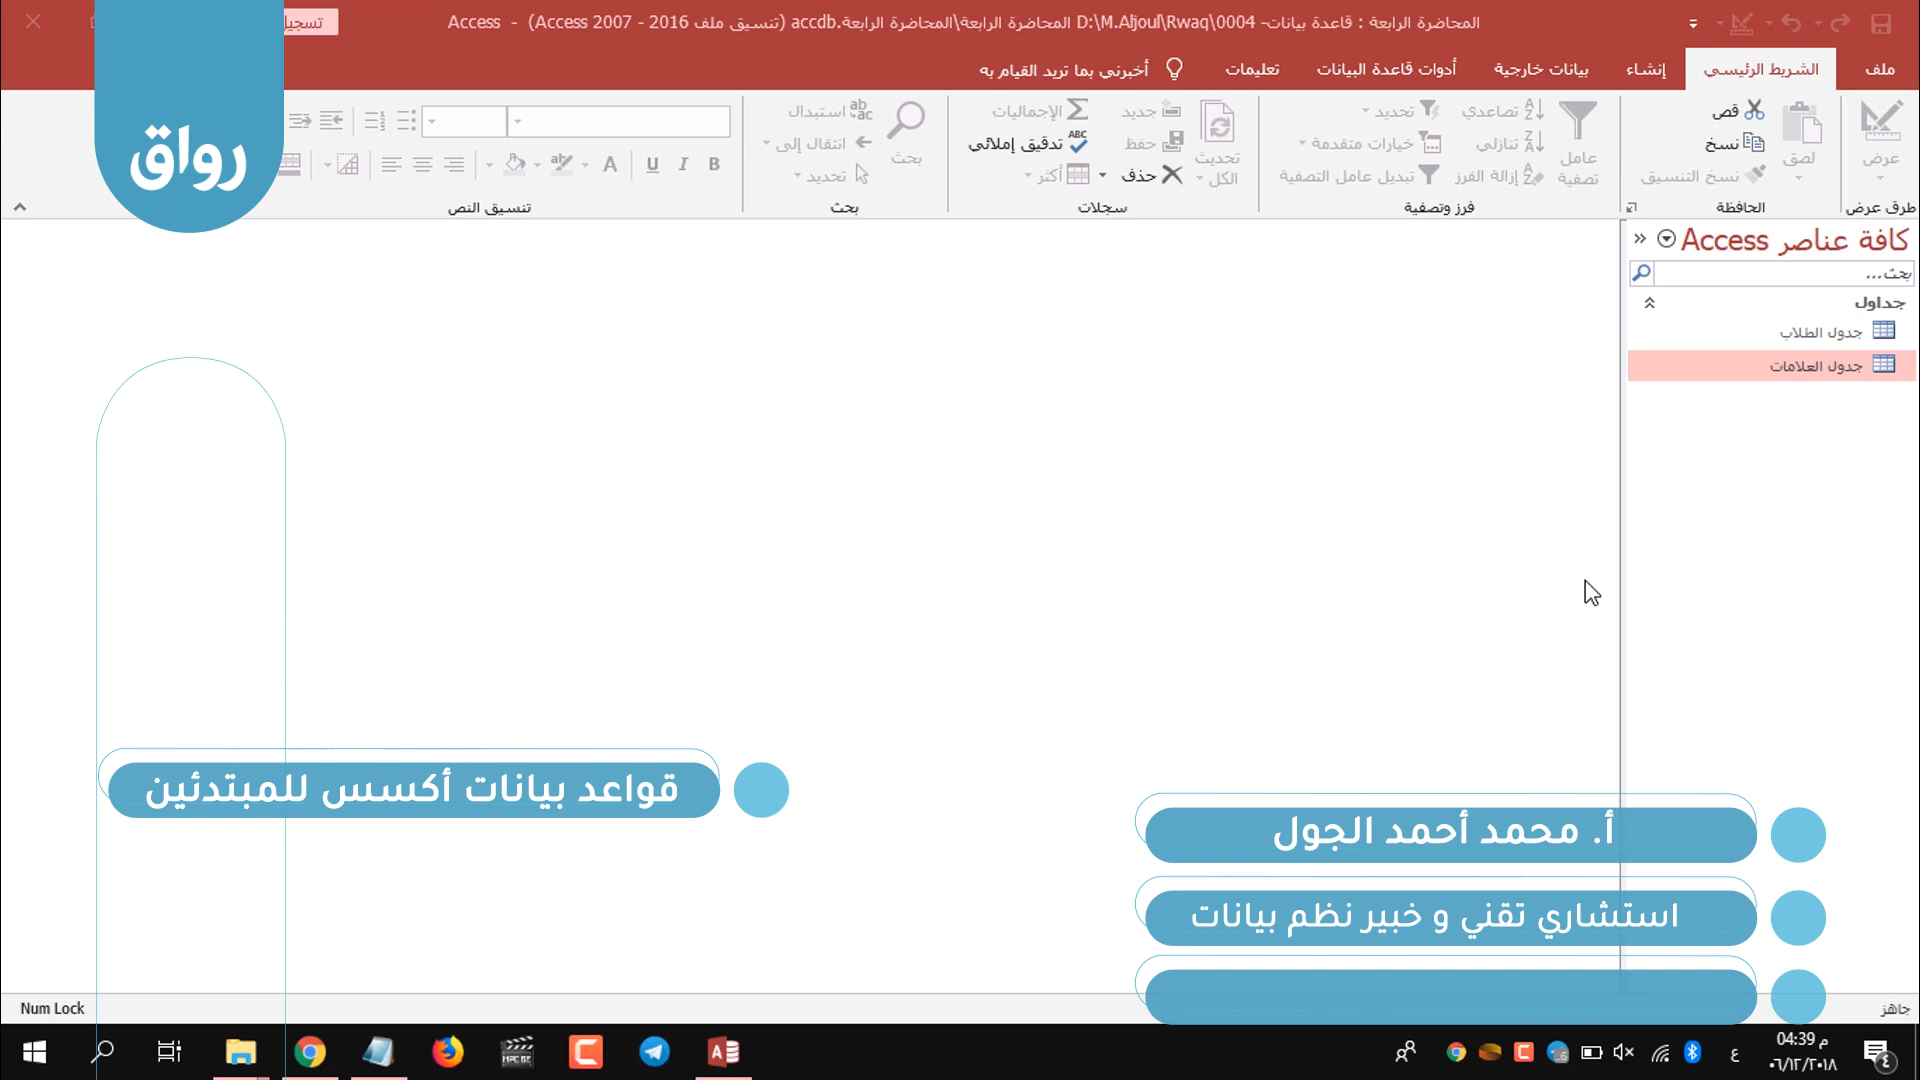 المحاضرة الرابعة : قاعدة بيانات- D:\M.Aljoul\Rwaq\0004 المحاضرة الرابعة\المحاضرة الرابعة.accdb (تنسيق ملف Access 2007 - 2016) - Access
ملف
الشريط الرئيسي
إنشاء
بيانات خارجية
أدوات قاعدة البيانات
تعليمات
أخبرني بما تريد القيام به
رواق
عرض
طرق عرض
لصق
قص
نسخ
نسخ التنسيق
الحافظة
عامل تصفية
تصاعدي
تنازلي
إزالة الفرز
تحديد
خيارات متقدمة
تبديل عامل التصفية
فرز وتصفية
تحديث الكل
جديد
حفظ
حذف
الإجماليات
تدقيق إملائي
أكثر
سجلات
بحث
استبدال
انتقال إلى
تحديد
بحث
B I U A
تنسيق النص
كافة عناصر Access
بحث...
جداول
جدول الطلاب
جدول العلامات
قواعد بيانات أكسس للمبتدئين
أ. محمد أحمد الجول
استشاري تقني و خبير نظم بيانات
Num Lock
جاهز
ع
04:39 م
٠٦/١٢/٢٠١٨